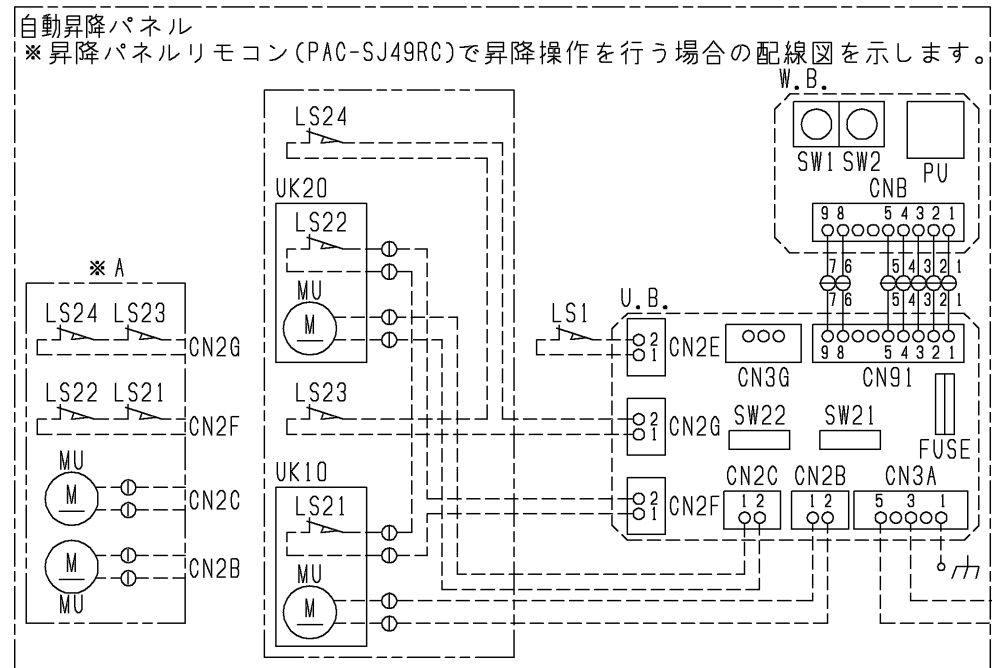 自動昇降パネル
※昇降パネルリモコン(PAC-SJ49RC)で昇降操作を行う場合の配線図を示します。
W.B.
SW1 SW2
PU
CNB
9 8 5 4 3 2 1
7 6 5 4 3 2 1
7 6 5 4 3 2 1
U.B.
9 8 5 4 3 2 1
CN91
CN3G
LS1
2
1
CN2E
2
1
CN2G
SW22
SW21
FUSE
2
1
CN2F
CN2C
1 2
CN2B
1 2
CN3A
5 3 1
LS24
UK20
LS22
MU
M
LS23
UK10
LS21
MU
M
※A
LS24 LS23
CN2G
LS22 LS21
CN2F
MU
M
CN2C
M
CN2B
MU